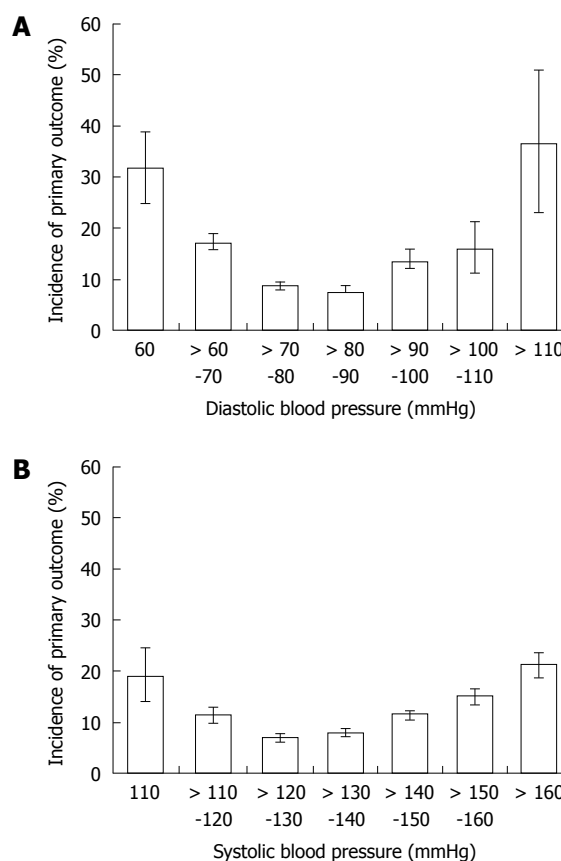 A
Incidence of primary outcome (%)
60
50
40
30
20
10
0
60 > 60 > 70 > 80 > 90 > 100 > 110
-70 -80 -90 -100 -110
Diastolic blood pressure (mmHg)
B
Incidence of primary outcome (%)
60
50
40
30
20
10
0
110 > 110 > 120 > 130 > 140 > 150 > 160
-120 -130 -140 -150 -160
Systolic blood pressure (mmHg)